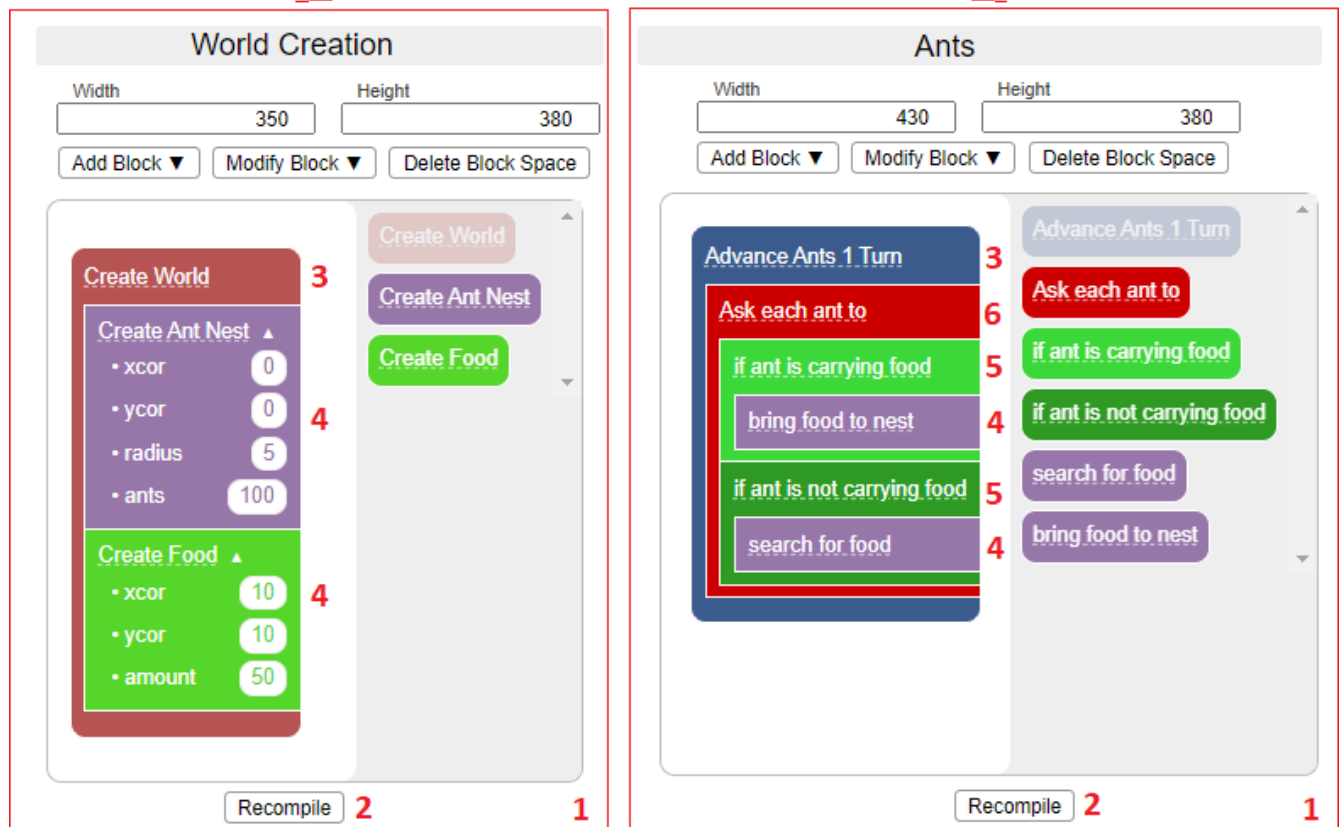 World Creation
Width Height
350 380
Add Block ▼ Modify Block ▼ Delete Block Space
Create World 3
Create Ant Nest ▲
• xcor 0
• ycor 0
4
• radius 5
• ants 100
Create Food ▲
• xcor 10
4
• ycor 10
• amount 50
Create World
Create Ant Nest
Create Food
Recompile 2 1
Ants
Width Height
430 380
Add Block ▼ Modify Block ▼ Delete Block Space
Advance Ants 1 Turn 3
Ask each ant to 6
if ant is carrying food 5
bring food to nest 4
if ant is not carrying food 5
search for food 4
Advance Ants 1 Turn
Ask each ant to
if ant is carrying food
if ant is not carrying food
search for food
bring food to nest
Recompile 2 1